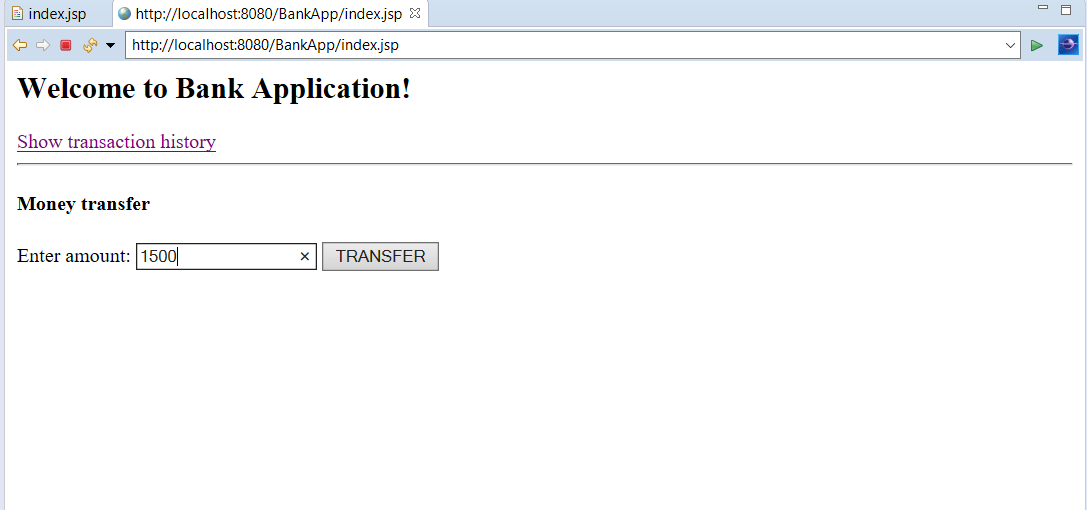 index.jsp http://localhost:8080/BankApp/index.jsp
http://localhost:8080/BankApp/index.jsp
Welcome to Bank Application!
Show transaction history
Money transfer
Enter amount: 1500 TRANSFER